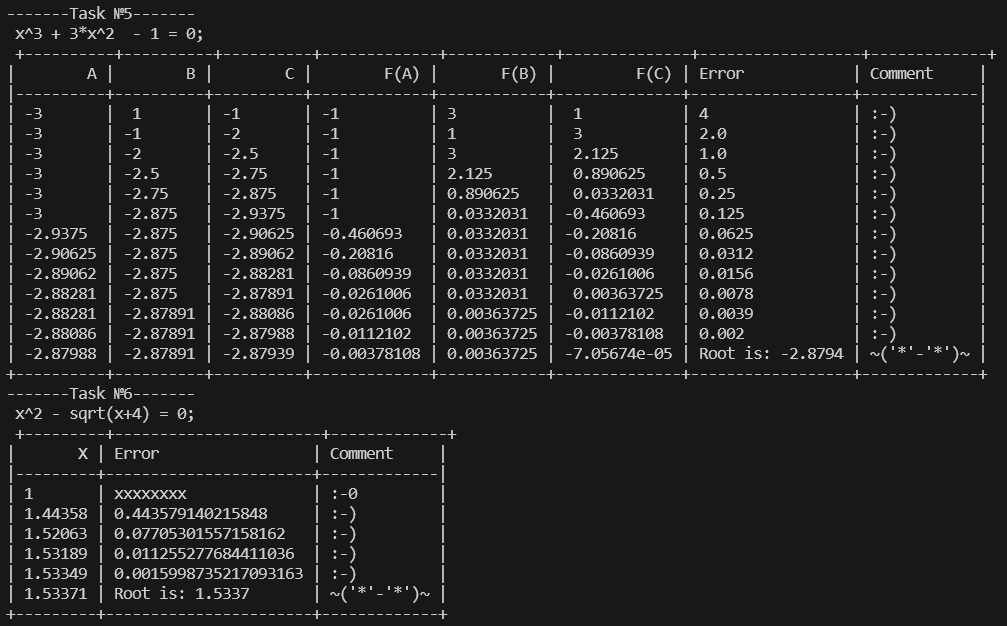 -------Task №5-------
 x^3 + 3*x^2  - 1 = 0;
 +----------+----------+----------+-------------+------------+-------------+------------------+-------------+
|        A |        B |        C |        F(A) |       F(B) |        F(C) | Error            | Comment     |
|----------+----------+----------+-------------+------------+-------------+------------------+-------------|
| -3       |  1       | -1       | -1          | 3          |  1          | 4                | :-)         |
| -3       | -1       | -2       | -1          | 1          |  3          | 2.0              | :-)         |
| -3       | -2       | -2.5     | -1          | 3          |  2.125      | 1.0              | :-)         |
| -3       | -2.5     | -2.75    | -1          | 2.125      |  0.890625   | 0.5              | :-)         |
| -3       | -2.75    | -2.875   | -1          | 0.890625   |  0.0332031  | 0.25             | :-)         |
| -3       | -2.875   | -2.9375  | -1          | 0.0332031  | -0.460693   | 0.125            | :-)         |
| -2.9375  | -2.875   | -2.90625 | -0.460693   | 0.0332031  | -0.20816    | 0.0625           | :-)         |
| -2.90625 | -2.875   | -2.89062 | -0.20816    | 0.0332031  | -0.0860939  | 0.0312           | :-)         |
| -2.89062 | -2.875   | -2.88281 | -0.0860939  | 0.0332031  | -0.0261006  | 0.0156           | :-)         |
| -2.88281 | -2.875   | -2.87891 | -0.0261006  | 0.0332031  |  0.00363725 | 0.0078           | :-)         |
| -2.88281 | -2.87891 | -2.88086 | -0.0261006  | 0.00363725 | -0.0112102  | 0.0039           | :-)         |
| -2.88086 | -2.87891 | -2.87988 | -0.0112102  | 0.00363725 | -0.00378108 | 0.002            | :-)         |
| -2.87988 | -2.87891 | -2.87939 | -0.00378108 | 0.00363725 | -7.05674e-05 | Root is: -2.8794 | ~('*'-'*')~ |
+----------+----------+----------+-------------+------------+-------------+------------------+-------------+
-------Task №6-------
 x^2 - sqrt(x+4) = 0;
 +---------+-----------------------+-------------+
|       X | Error                 | Comment     |
|---------+-----------------------+-------------|
| 1       | xxxxxxxx              | :-0         |
| 1.44358 | 0.443579140215848     | :-)         |
| 1.52063 | 0.07705301557158162   | :-)         |
| 1.53189 | 0.011255277684411036  | :-)         |
| 1.53349 | 0.0015998735217093163 | :-)         |
| 1.53371 | Root is: 1.5337       | ~('*'-'*')~ |
+---------+-----------------------+-------------+